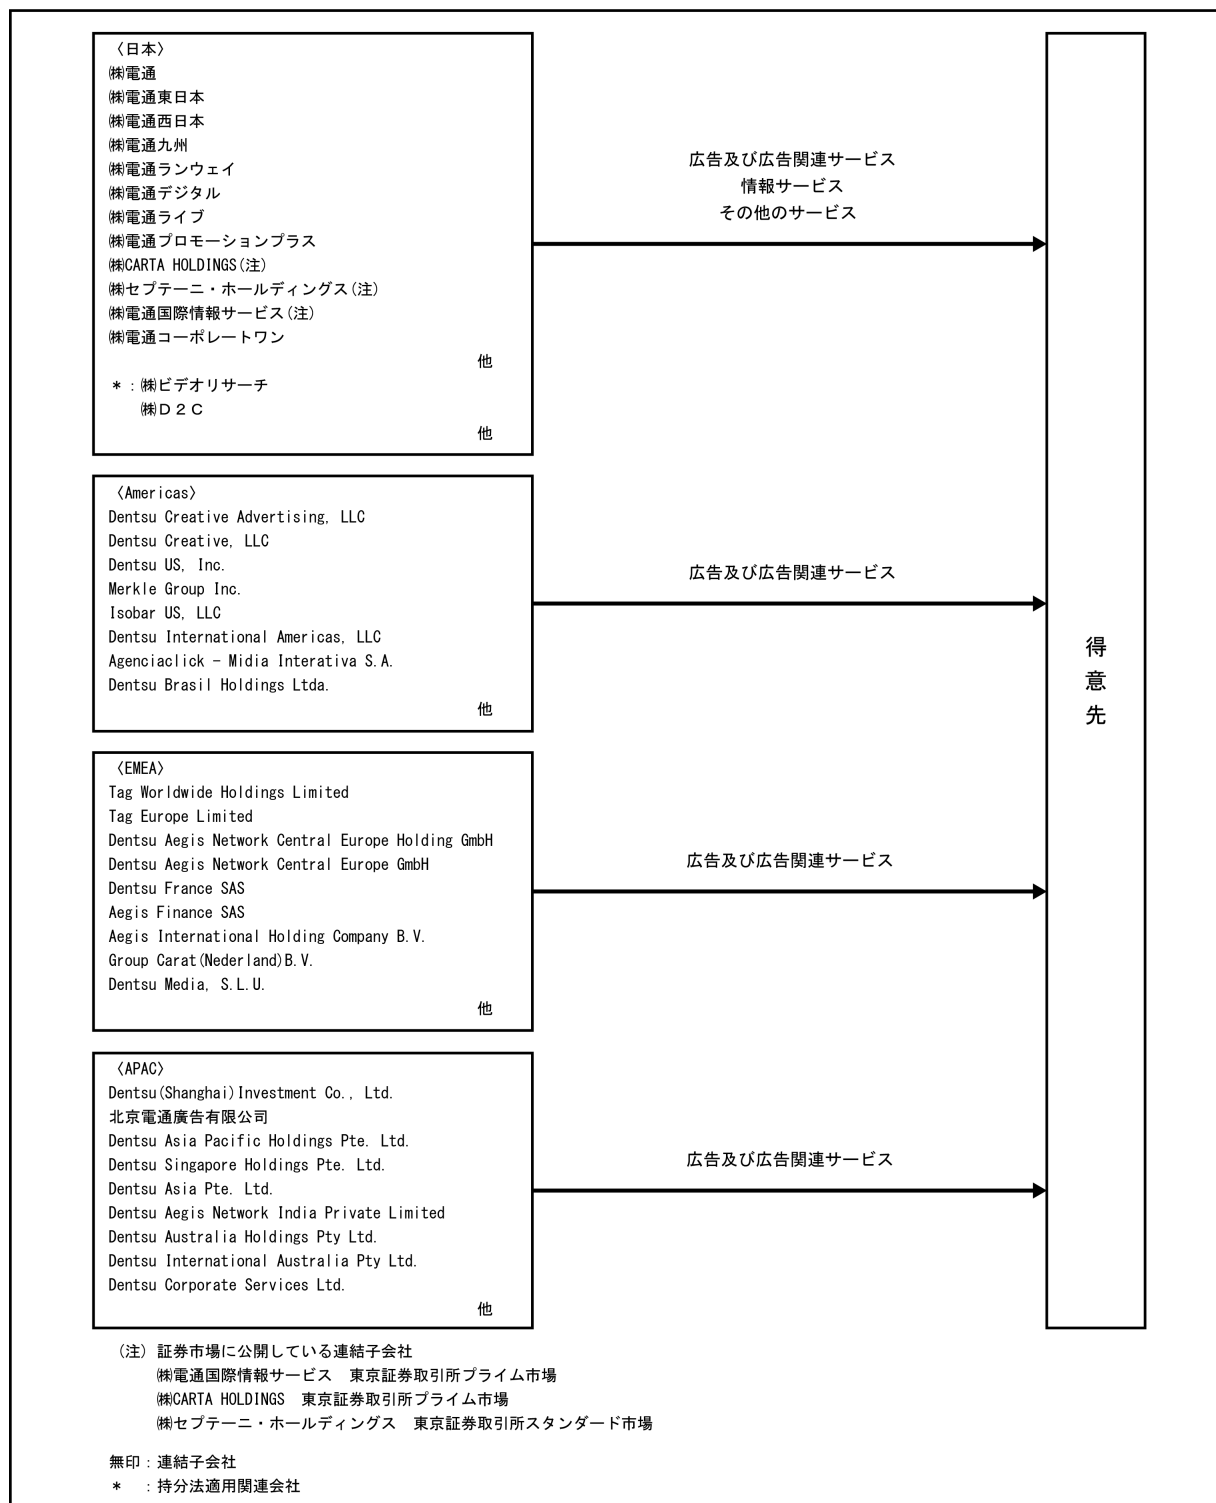 〈日本〉
㈱電通
㈱電通東日本
㈱電通西日本
㈱電通九州
㈱電通ランウェイ
㈱電通デジタル
㈱電通ライブ
㈱電通プロモーションプラス
㈱CARTA HOLDINGS(注)
㈱セプテーニ・ホールディングス(注)
㈱電通国際情報サービス(注)
㈱電通コーポレートワン
他
*:㈱ビデオリサーチ
㈱D2C
他
広告及び広告関連サービス
情報サービス
その他のサービス
〈Americas〉
Dentsu Creative Advertising, LLC
Dentsu Creative, LLC
Dentsu US, Inc.
Merkle Group Inc.
Isobar US, LLC
Dentsu International Americas, LLC
Agenciaclick – Midia Interativa S.A.
Dentsu Brasil Holdings Ltda.
他
広告及び広告関連サービス
〈EMEA〉
Tag Worldwide Holdings Limited
Tag Europe Limited
Dentsu Aegis Network Central Europe Holding GmbH
Dentsu Aegis Network Central Europe GmbH
Dentsu France SAS
Aegis Finance SAS
Aegis International Holding Company B.V.
Group Carat(Nederland)B.V.
Dentsu Media, S.L.U.
他
広告及び広告関連サービス
〈APAC〉
Dentsu(Shanghai)Investment Co., Ltd.
北京電通廣告有限公司
Dentsu Asia Pacific Holdings Pte. Ltd.
Dentsu Singapore Holdings Pte. Ltd.
Dentsu Asia Pte. Ltd.
Dentsu Aegis Network India Private Limited
Dentsu Australia Holdings Pty Ltd.
Dentsu International Australia Pty Ltd.
Dentsu Corporate Services Ltd.
他
広告及び広告関連サービス
得意先
(注) 証券市場に公開している連結子会社
㈱電通国際情報サービス 東京証券取引所プライム市場
㈱CARTA HOLDINGS 東京証券取引所プライム市場
㈱セプテーニ・ホールディングス 東京証券取引所スタンダード市場
無印:連結子会社
* :持分法適用関連会社